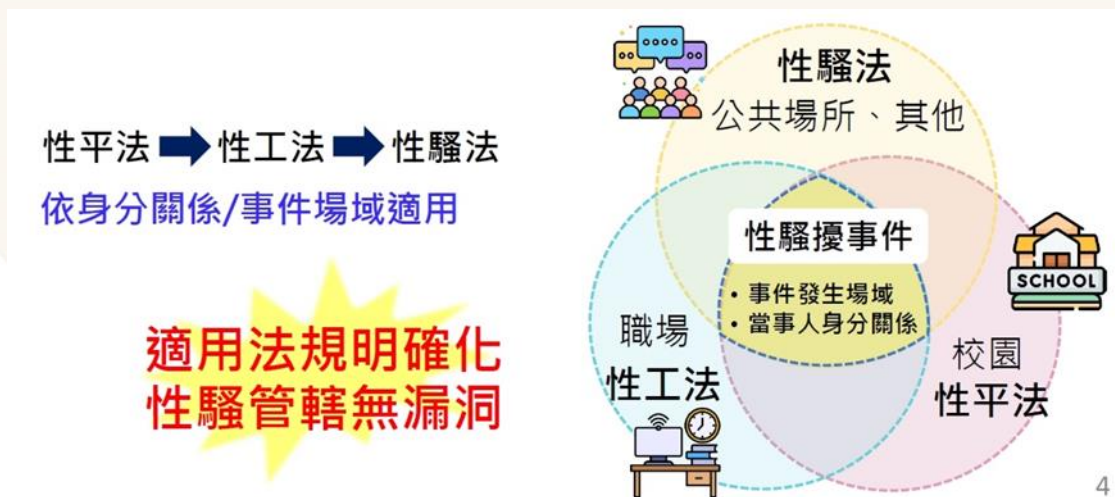 性平法➡性工法➡性騷法
依身分關係/事件場域適用
適用法規明確化
性騷管轄無漏洞
性騷法
公共場所、其他
性騷擾事件
• 事件發生場域
• 當事人身分關係
職場
性工法
校園
性平法
SCHOOL
4